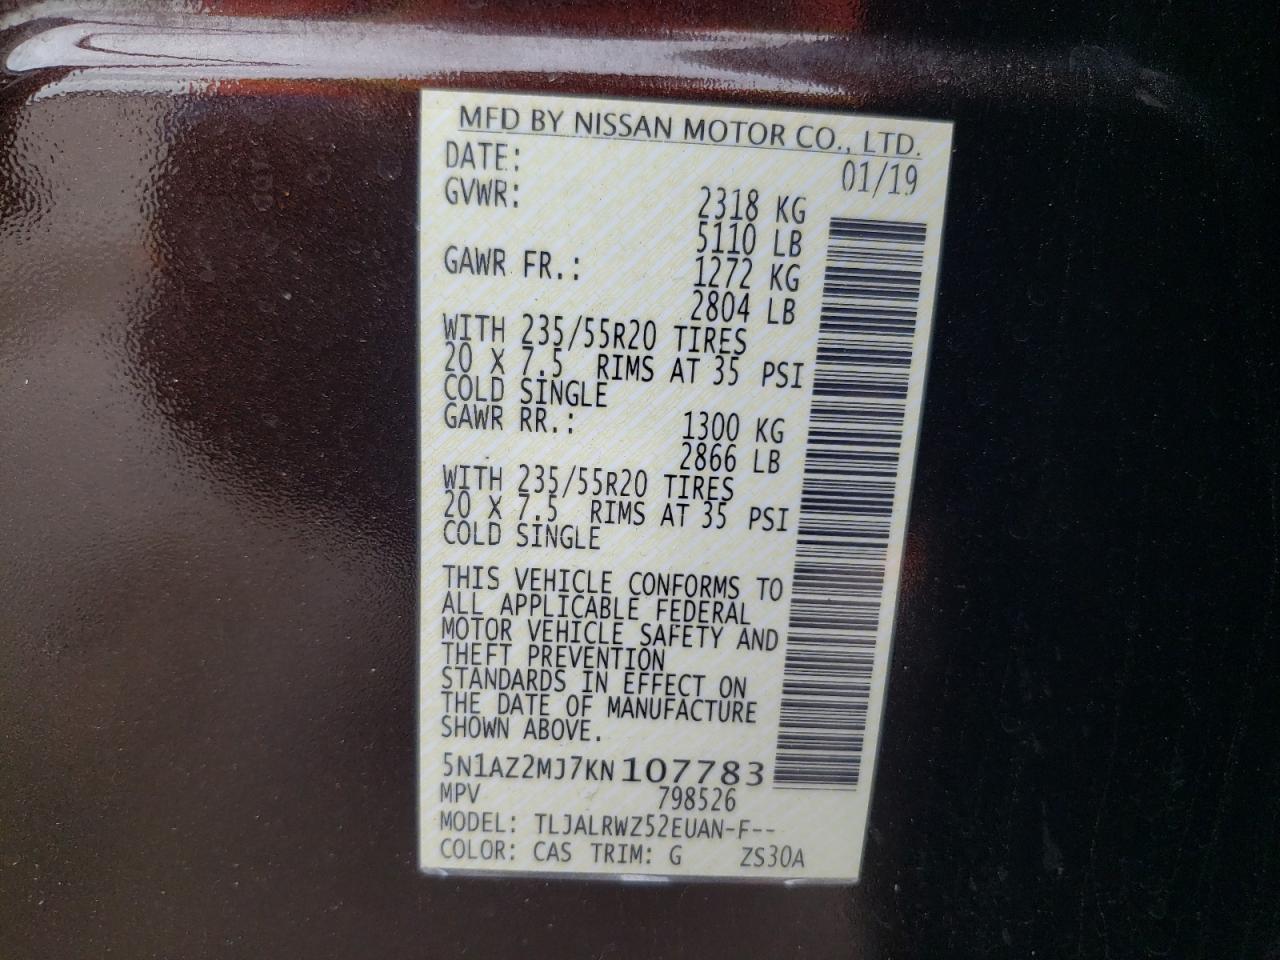 MFD BY NISSAN MOTOR CO., LTD.
DATE: 01/19
GVWR: 2318 KG
5110 LB
GAWR FR.: 1272 KG
2804 LB
WITH 235/55R20 TIRES
20 X 7.5 RIMS AT 35 PSI
COLD SINGLE
GAWR RR.: 1300 KG
2866 LB
WITH 235/55R20 TIRES
20 X 7.5 RIMS AT 35 PSI
COLD SINGLE
THIS VEHICLE CONFORMS TO
ALL APPLICABLE FEDERAL
MOTOR VEHICLE SAFETY AND
THEFT PREVENTION
STANDARDS IN EFFECT ON
THE DATE OF MANUFACTURE
SHOWN ABOVE.
5N1AZ2MJ7KN107783
MPV 798526
MODEL: TLJALRWZ52EUAN-F--
COLOR: CAS TRIM: G ZS30A